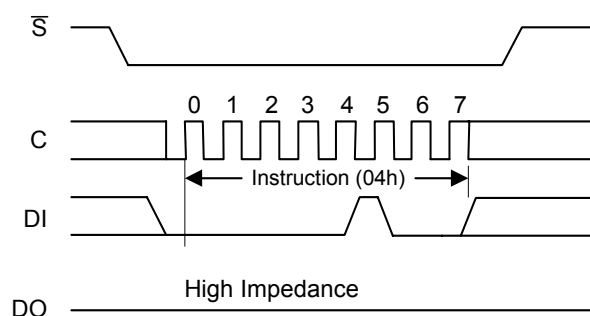 S̅
0 1 2 3 4 5 6 7
C
Instruction (04h)
DI
High Impedance
DO